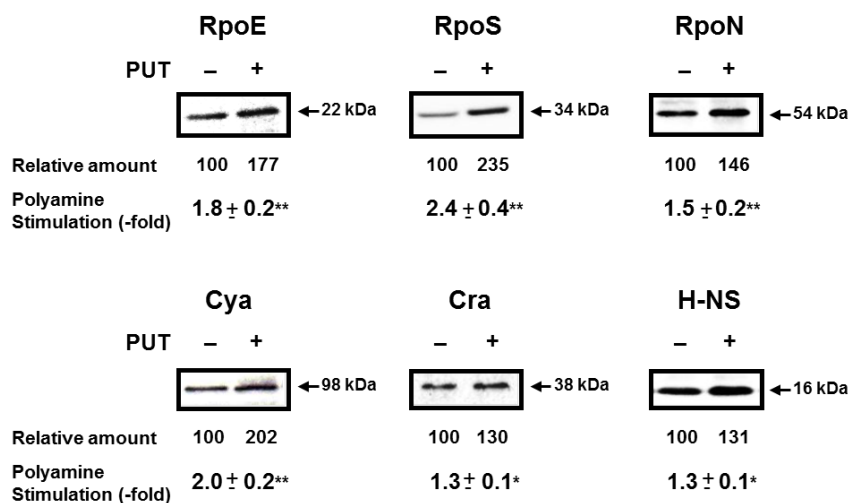 RpoE RpoS RpoN
PUT – + – + – +
←22 kDa ←34 kDa ←54 kDa
Relative amount 100 177 100 235 100 146
Polyamine
Stimulation (-fold) 1.8 ± 0.2** 2.4 ± 0.4** 1.5 ± 0.2**
Cya Cra H-NS
PUT – + – + – +
←98 kDa ←38 kDa ←16 kDa
Relative amount 100 202 100 130 100 131
Polyamine
Stimulation (-fold) 2.0 ± 0.2** 1.3 ± 0.1* 1.3 ± 0.1*